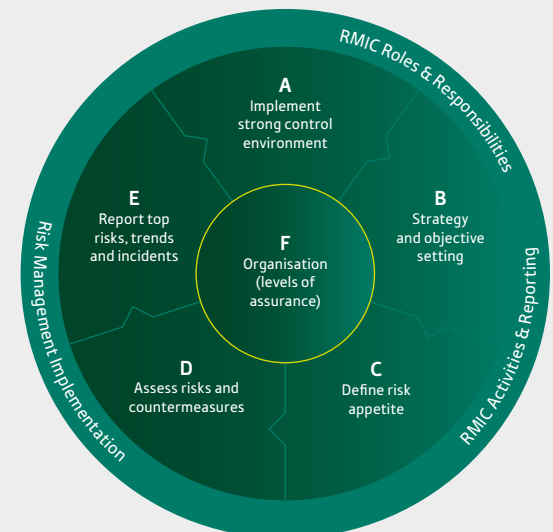 RMIC Roles & Responsibilities
A
Implement
strong control
environment
B
Strategy
and objective
setting
C
Define risk
appetite
D
Assess risks and
countermeasures
E
Report top
risks, trends
and incidents
F
Organisation
(levels of
assurance)
RMIC Activities & Reporting
Risk Management Implementation